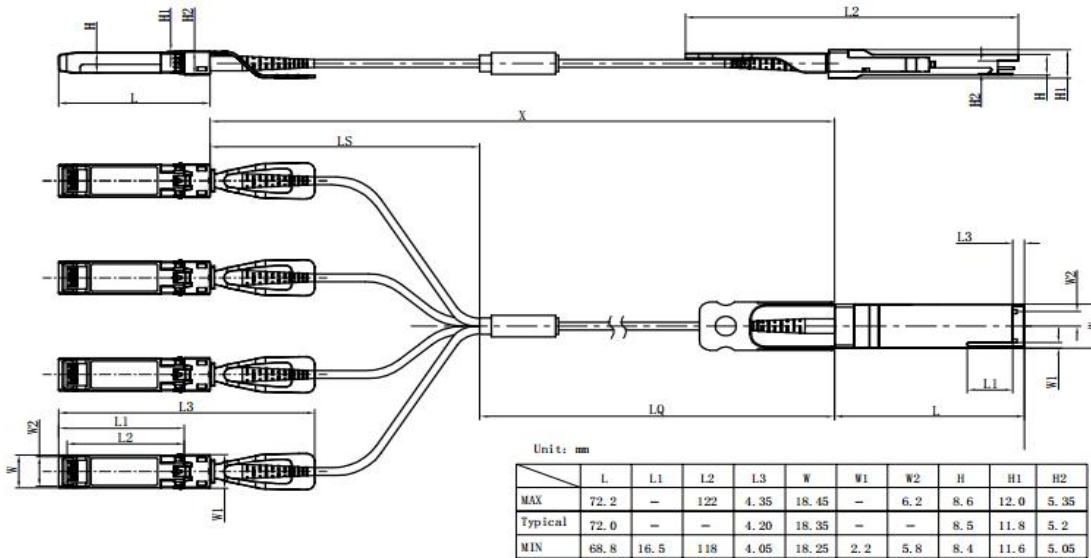 L2
H
H1
H2
L
H2
H
H1
X
LS
L3
W2
W1
L1
LQ
L
L3
L1
L2
W2
W
W1
Unit: mm
L L1 L2 L3 W W1 W2 H H1 H2
MAX 72.2 - 122 4.35 18.45 - 6.2 8.6 12.0 5.35
Typical 72.0 - - 4.20 18.35 - - 8.5 11.8 5.2
MIN 68.8 16.5 118 4.05 18.25 2.2 5.8 8.4 11.6 5.05